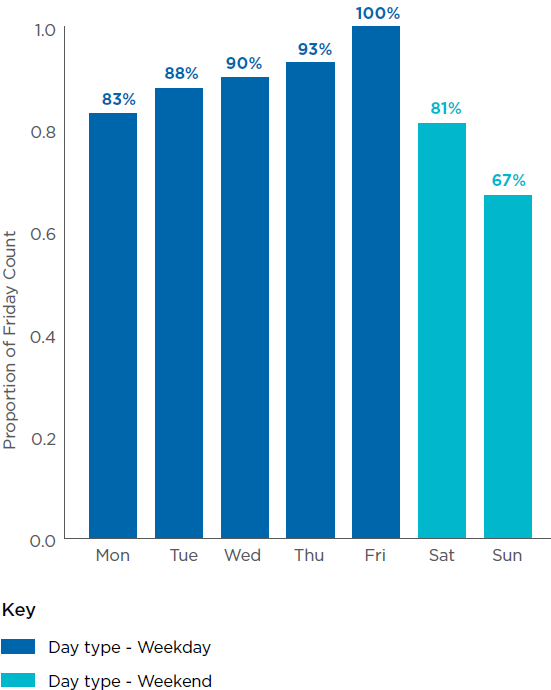 Proportion of Friday Count
1.0
0.8
0.6
0.4
0.2
0.0
83%
88%
90%
93%
100%
81%
67%
Mon Tue Wed Thu Fri Sat Sun
Key
Day type - Weekday
Day type - Weekend